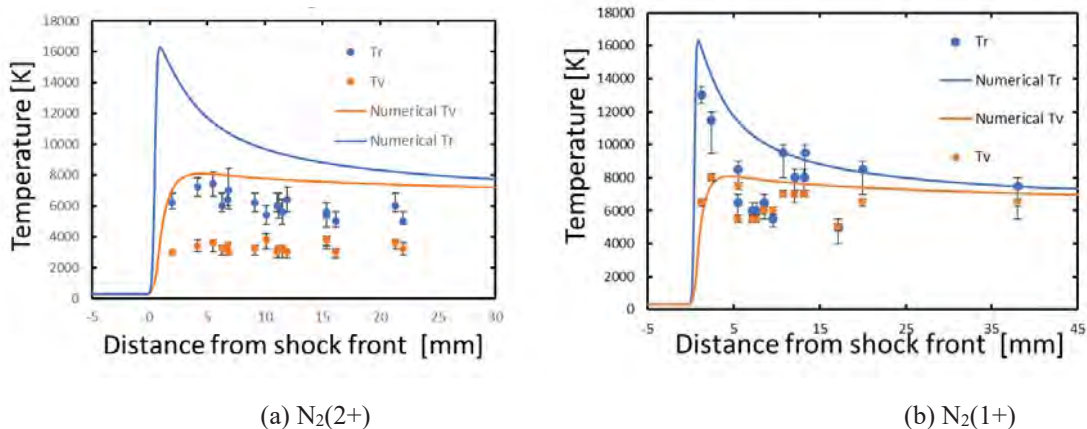 18000
16000
14000
12000
10000
8000
6000
4000
2000
0
Temperature [K]
Tr
Tv
Numerical Tv
Numerical Tr
-5 0 5 10 15 20 25 30
Distance from shock front [mm]
(a) N₂(2+)
18000
16000
14000
12000
10000
8000
6000
4000
2000
0
Temperature [K]
Tr
Numerical Tr
Numerical Tv
Tv
-5 5 15 25 35 45
Distance from shock front [mm]
(b) N₂(1+)